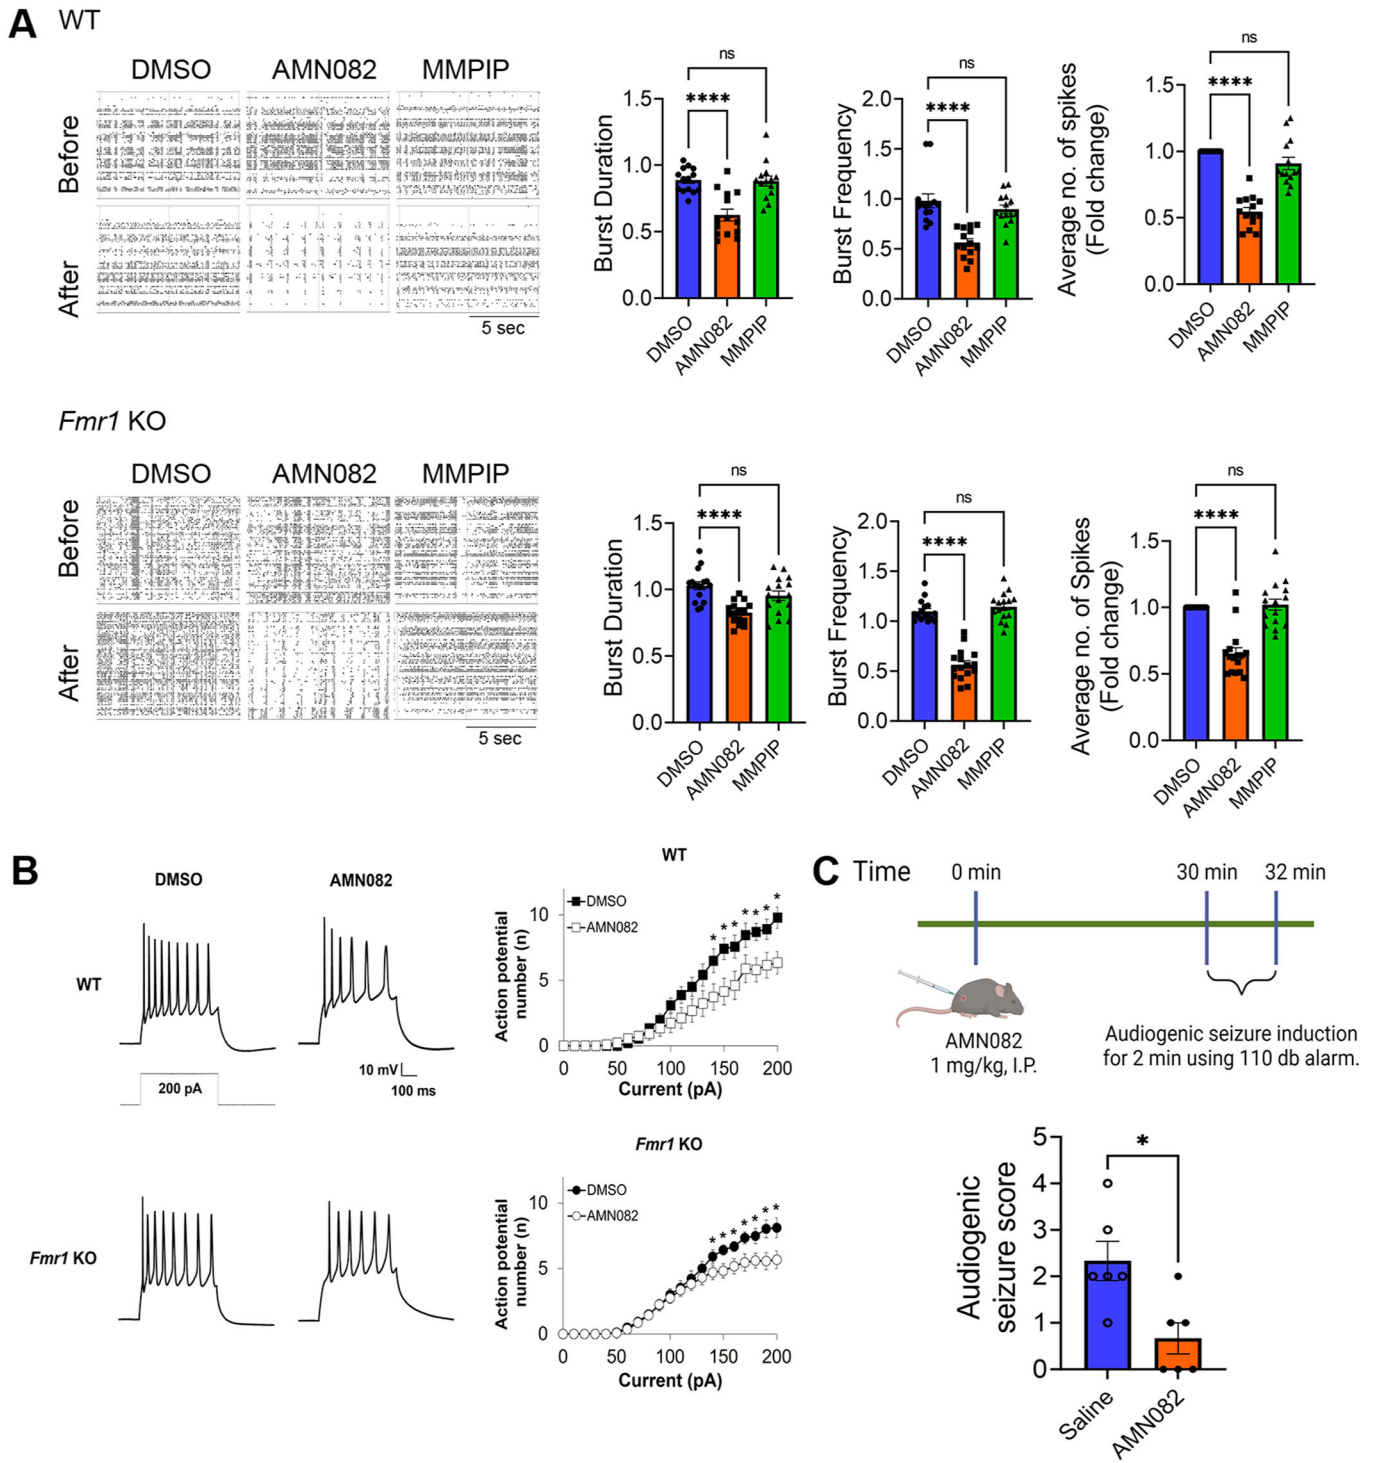 A
WT
DMSO
AMN082
MMPIP
Before
After
5 sec
Burst Duration
1.5
1.0
0.5
0.0
****
ns
DMSO
AMN082
MMPIP
Burst Frequency
2.0
1.5
1.0
0.5
0.0
****
ns
DMSO
AMN082
MMPIP
Average no. of spikes
(Fold change)
1.5
1.0
0.5
0.0
****
ns
DMSO
AMN082
MMPIP
Fmr1 KO
DMSO
AMN082
MMPIP
Before
After
5 sec
Burst Duration
1.5
1.0
0.5
0.0
****
ns
DMSO
AMN082
MMPIP
Burst Frequency
2.0
1.5
1.0
0.5
0.0
****
ns
DMSO
AMN082
MMPIP
Average no. of Spikes
(Fold change)
1.5
1.0
0.5
0.0
****
ns
DMSO
AMN082
MMPIP
B
DMSO
AMN082
WT
200 pA
10 mV
100 ms
WT
DMSO
AMN082
Action potential
number (n)
10
5
0
* * * * * * *
0 50 100 150 200
Current (pA)
Fmr1 KO
Fmr1 KO
DMSO
AMN082
Action potential
number (n)
10
5
0
* * * * * * *
0 50 100 150 200
Current (pA)
C
Time
0 min
30 min
32 min
AMN082
1 mg/kg, I.P.
Audiogenic seizure induction
for 2 min using 110 db alarm.
Audiogenic
seizure score
5
4
3
2
1
0
*
Saline
AMN082